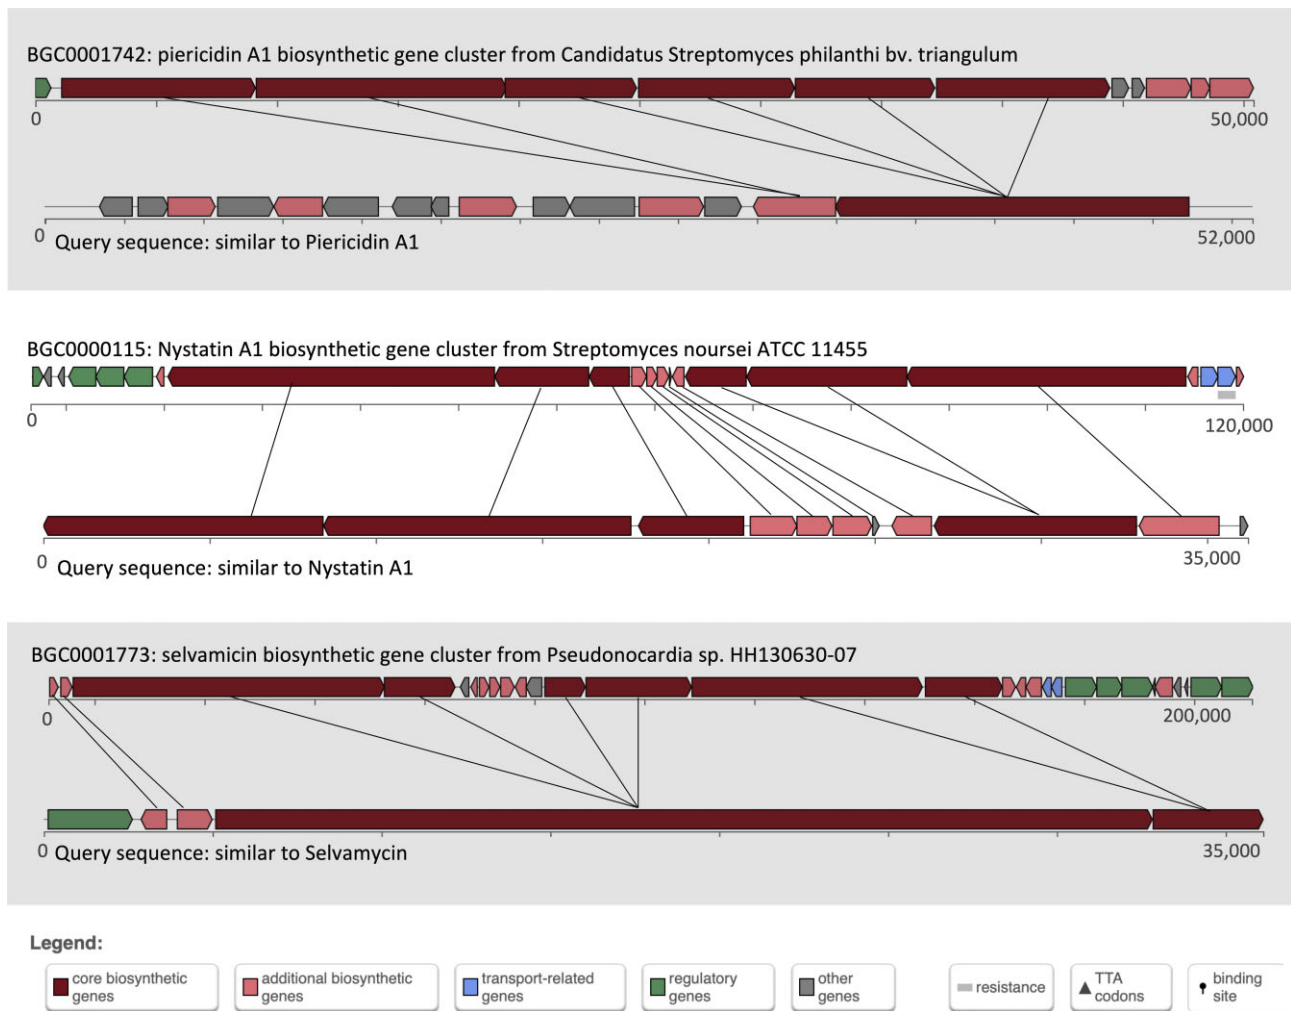 BGC0001742: piericidin A1 biosynthetic gene cluster from Candidatus Streptomyces philanthi bv. triangulum
0
50,000
0
Query sequence: similar to Piericidin A1
52,000
BGC0000115: Nystatin A1 biosynthetic gene cluster from Streptomyces noursei ATCC 11455
0
120,000
0
Query sequence: similar to Nystatin A1
35,000
BGC0001773: selvamicin biosynthetic gene cluster from Pseudonocardia sp. HH130630-07
0
200,000
0
Query sequence: similar to Selvamycin
35,000
Legend:
core biosynthetic
genes
additional biosynthetic
genes
transport-related
genes
regulatory
genes
other
genes
resistance
TTA
codons
binding
site